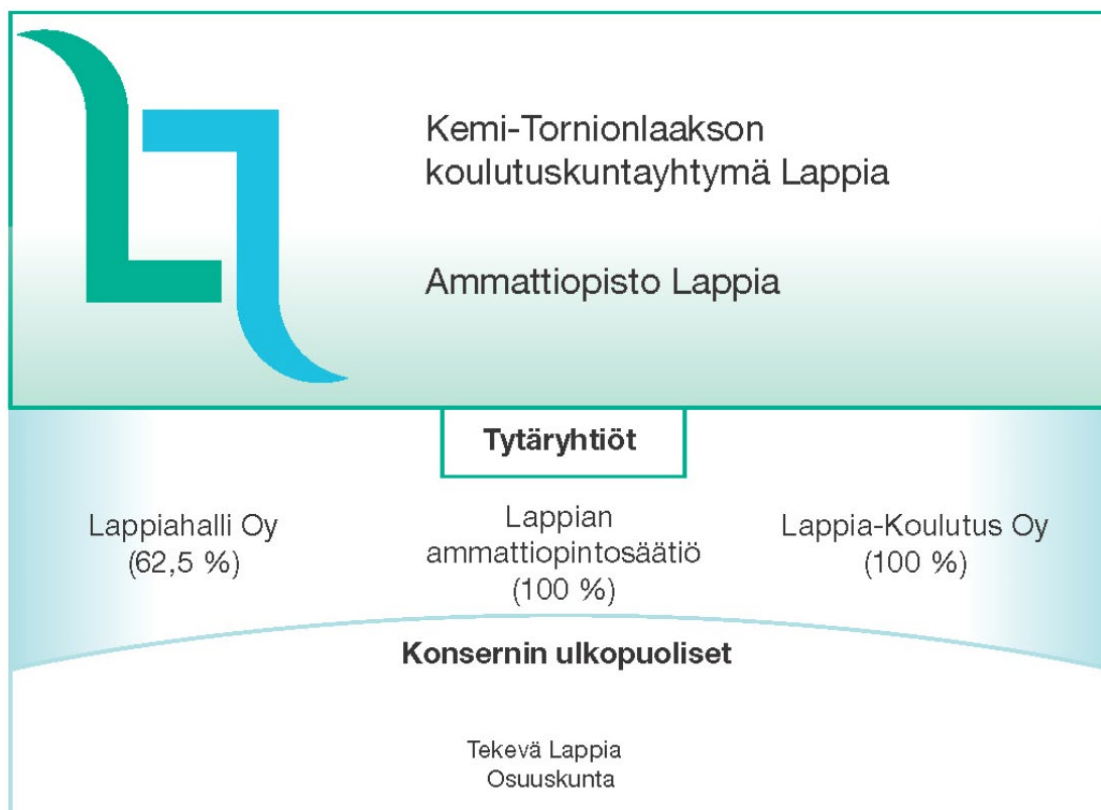 Kemi-Tornionlaakson
koulutuskuntayhtymä Lappia
Ammattiopisto Lappia
Tytäryhtiöt
Lappiahalli Oy
(62,5 %)
Lappian
ammattiopintosäätiö
(100 %)
Lappia-Koulutus Oy
(100 %)
Konsernin ulkopuoliset
Tekevä Lappia
Osuuskunta